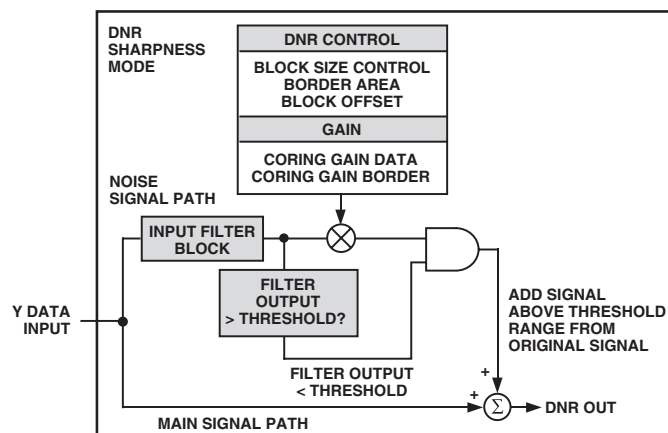 DNR
SHARPNESS
MODE
DNR CONTROL
BLOCK SIZE CONTROL
BORDER AREA
BLOCK OFFSET
GAIN
CORING GAIN DATA
CORING GAIN BORDER
NOISE
SIGNAL PATH
INPUT FILTER
BLOCK
FILTER
OUTPUT
> THRESHOLD?
Y DATA
INPUT
FILTER OUTPUT
< THRESHOLD
ADD SIGNAL
ABOVE THRESHOLD
RANGE FROM
ORIGINAL SIGNAL
+
+
Σ
DNR OUT
MAIN SIGNAL PATH